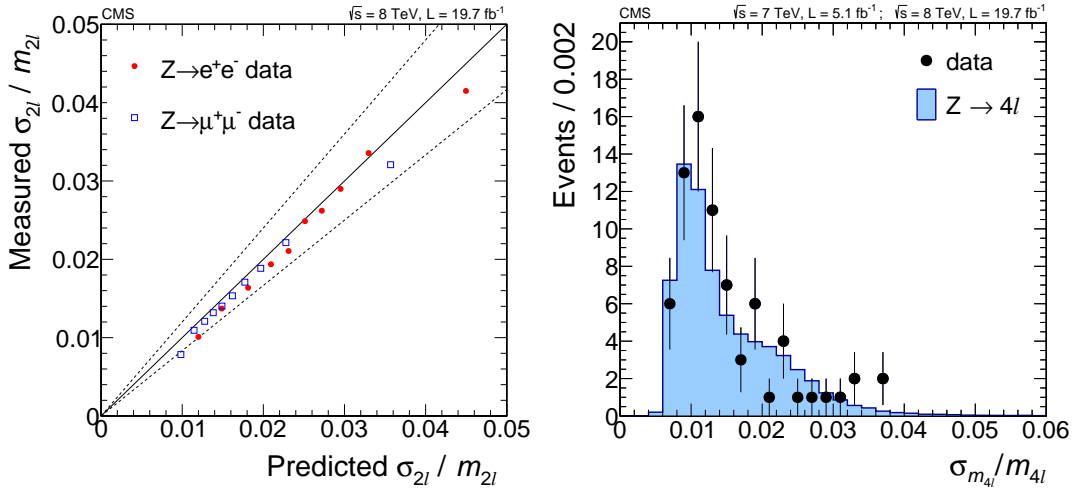 CMS
√s = 8 TeV, L = 19.7 fb⁻¹
Measured σ₂ₗ / m₂ₗ
0.05
0.04
0.03
0.02
0.01
0
Z→e⁺e⁻ data
Z→μ⁺μ⁻ data
0 0.01 0.02 0.03 0.04 0.05
Predicted σ₂ₗ / m₂ₗ
CMS
√s = 7 TeV, L = 5.1 fb⁻¹ ; √s = 8 TeV, L = 19.7 fb⁻¹
Events / 0.002
20
18
16
14
12
10
8
6
4
2
0
data
Z → 4l
0 0.01 0.02 0.03 0.04 0.05 0.06
σₘ₄ₗ/m₄ₗ